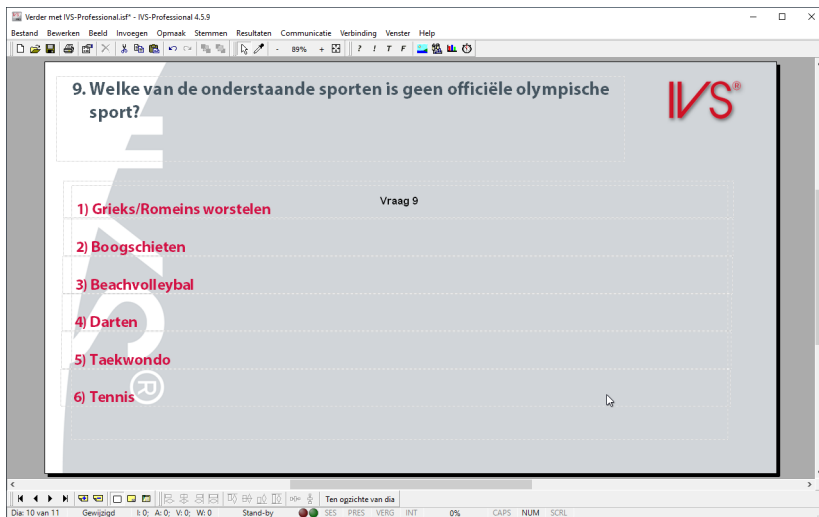 Verder met IVS-Professional.isf* - IVS-Professional 4.5.9
Bestand Bewerken Beeld Invoegen Opmaak Stemmen Resultaten Communicatie Verbinding Venster Help
- 89% + ? ! T F
9. Welke van de onderstaande sporten is geen officiële olympische
sport?
IVS®
Vraag 9
1) Grieks/Romeins worstelen
2) Boogschieten
3) Beachvolleybal
4) Darten
5) Taekwondo
6) Tennis
VS®
Ten opzichte van dia
Dia: 10 van 11 Gewijzigd I: 0; A: 0; V: 0; W: 0 Stand-by SES PRES VERG INT 0% CAPS NUM SCRL